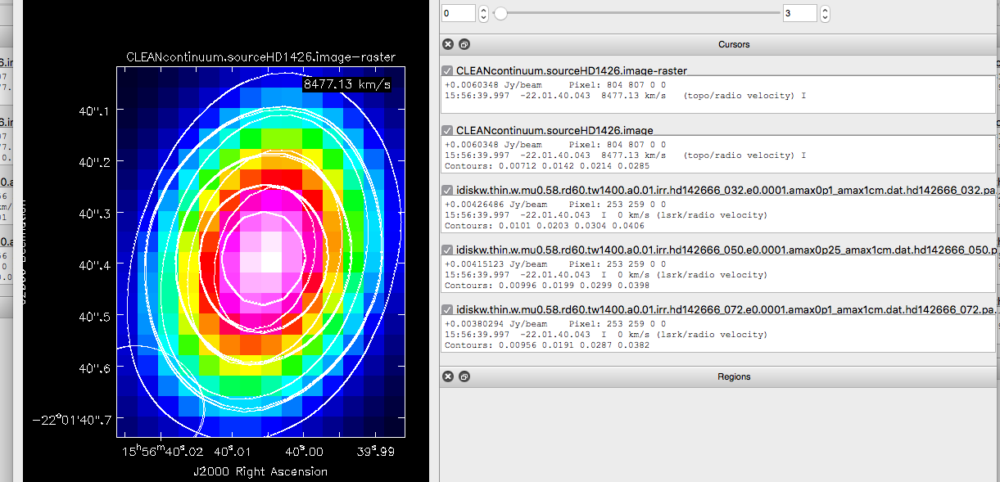 0
3
Cursors
CLEANcontinuum.sourceHD1426.image-raster
+0.0060348 Jy/beam Pixel: 804 807 0 0
15:56:39.997 -22.01.40.043 8477.13 km/s (topo/radio velocity) I
CLEANcontinuum.sourceHD1426.image
+0.0060348 Jy/beam Pixel: 804 807 0 0
15:56:39.997 -22.01.40.043 8477.13 km/s (topo/radio velocity) I
Contours: 0.00712 0.0142 0.0214 0.0285
idiskw.thin.w.mu0.58.rd60.tw1400.a0.01.irr.hd142666_032.e0.0001.amax0p1_amax1cm.dat.hd142666_032.pa.
+0.00426486 Jy/beam Pixel: 253 259 0 0
15:56:39.997 -22.01.40.043 I 0 km/s (lsrk/radio velocity)
Contours: 0.0101 0.0203 0.0304 0.0406
idiskw.thin.w.mu0.58.rd60.tw1400.a0.01.irr.hd142666_050.e0.0001.amax0p25_amax1cm.dat.hd142666_050.p
+0.00415123 Jy/beam Pixel: 253 259 0 0
15:56:39.997 -22.01.40.043 I 0 km/s (lsrk/radio velocity)
Contours: 0.00996 0.0199 0.0299 0.0398
idiskw.thin.w.mu0.58.rd60.tw1400.a0.01.irr.hd142666_072.e0.0001.amax0p1_amax1cm.dat.hd142666_072.pa.
+0.00380294 Jy/beam Pixel: 253 259 0 0
15:56:39.997 -22.01.40.043 I 0 km/s (lsrk/radio velocity)
Contours: 0.00956 0.0191 0.0287 0.0382
Regions
CLEANcontinuum.sourceHD1426.image-raster
8477.13 km/s
40".1
40".2
40".3
40".4
40".5
40".6
-22°01'40".7
15ʰ56ᵐ40ˢ.02 40ˢ.01 40ˢ.00 39ˢ.99
J2000 Right Ascension